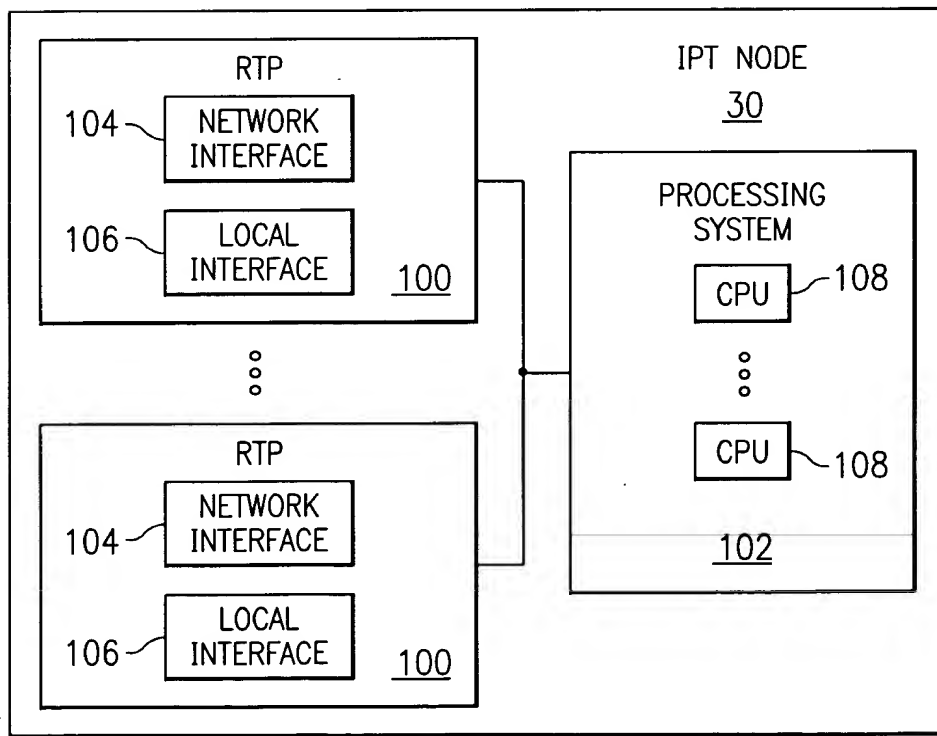 RTP
104
NETWORK
INTERFACE
106
LOCAL
INTERFACE
100
RTP
104
NETWORK
INTERFACE
106
LOCAL
INTERFACE
100
IPT NODE
30
PROCESSING
SYSTEM
CPU
108
CPU
108
102